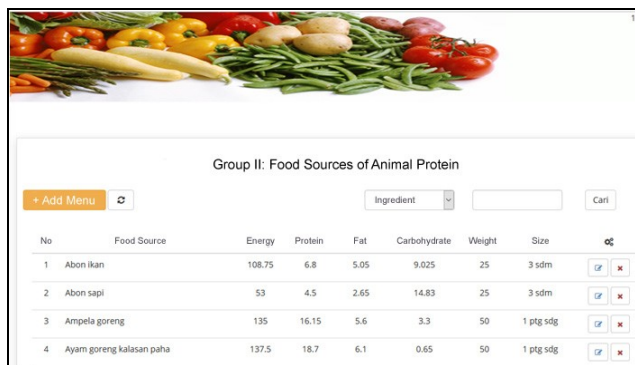 1
Group II: Food Sources of Animal Protein
+ Add Menu Ingredient Cari
No Food Source Energy Protein Fat Carbohydrate Weight Size
1 Abon ikan 108.75 6.8 5.05 9.025 25 3 sdm
2 Abon sapi 53 4.5 2.65 14.83 25 3 sdm
3 Ampela goreng 135 16.15 5.6 3.3 50 1 ptg sdg
4 Ayam goreng kalasan paha 137.5 18.7 6.1 0.65 50 1 ptg sdg